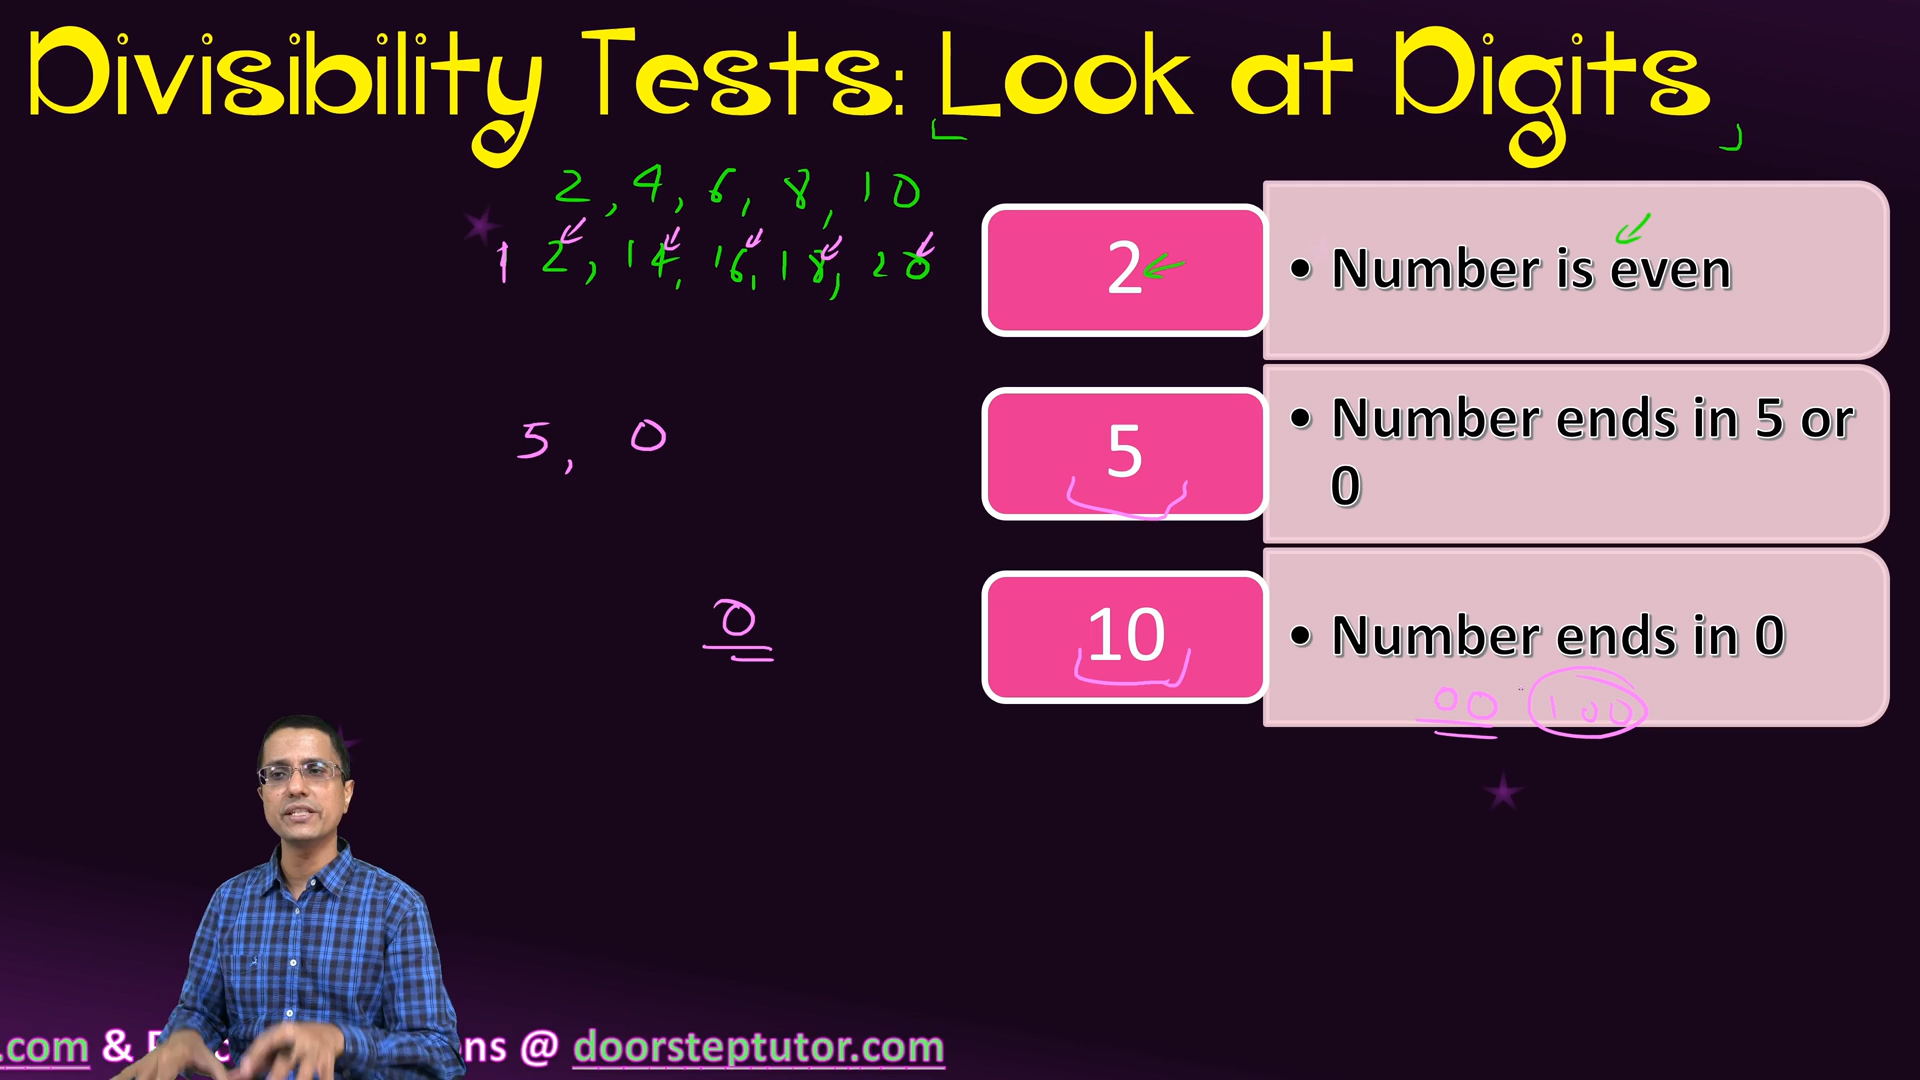 Divisibility Tests: Look at Digits
2, 4, 6, 8, 10
12, 14, 16, 18, 20
2
• Number is even
5, 0
5
• Number ends in 5 or
0
0
10
• Number ends in 0
00 100
.com & ns @ doorsteptutor.com